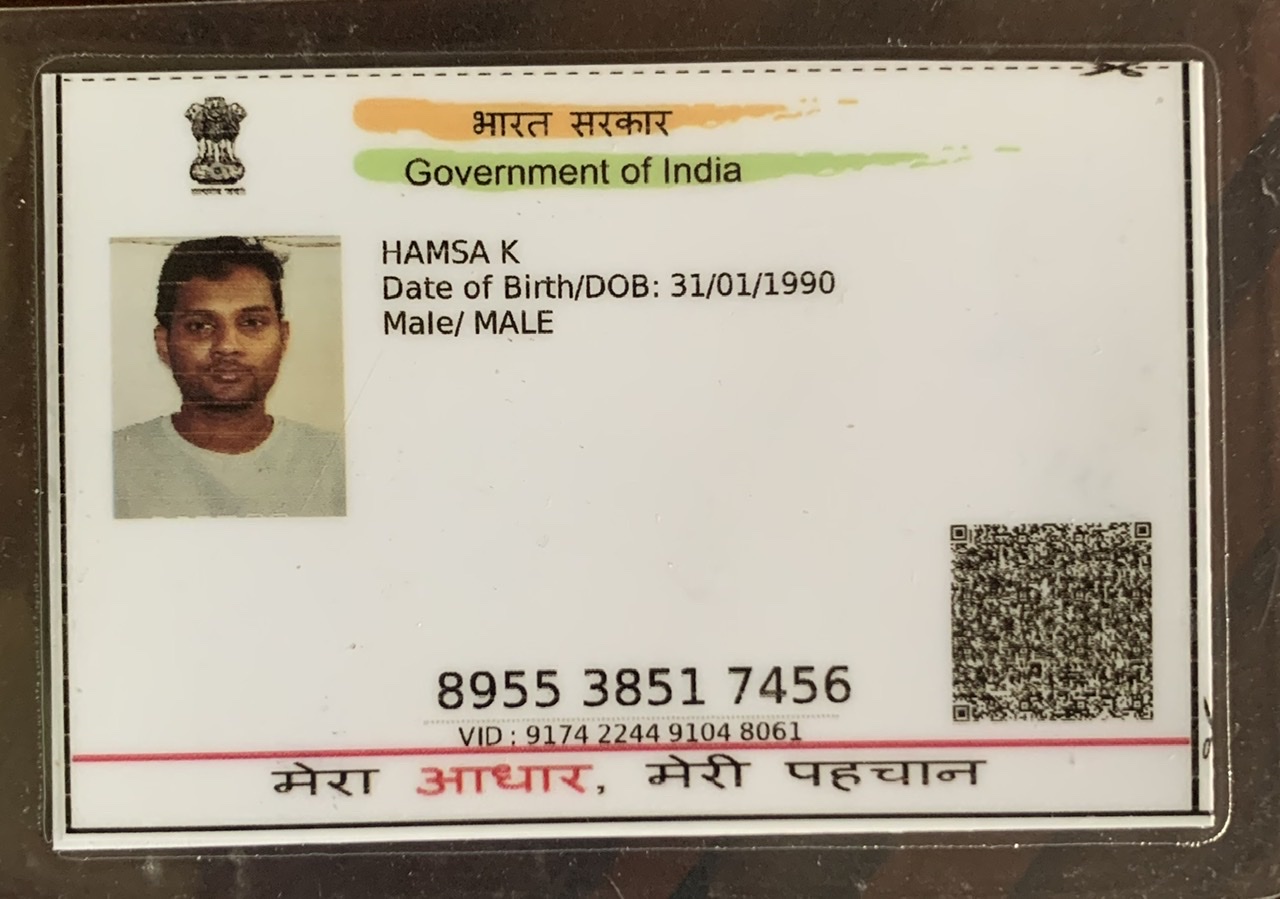 भारत सरकार
Government of India
HAMSA K
Date of Birth/DOB: 31/01/1990
Male/ MALE
8955 3851 7456
VID : 9174 2244 9104 8061
मेरा आधार, मेरी पहचान